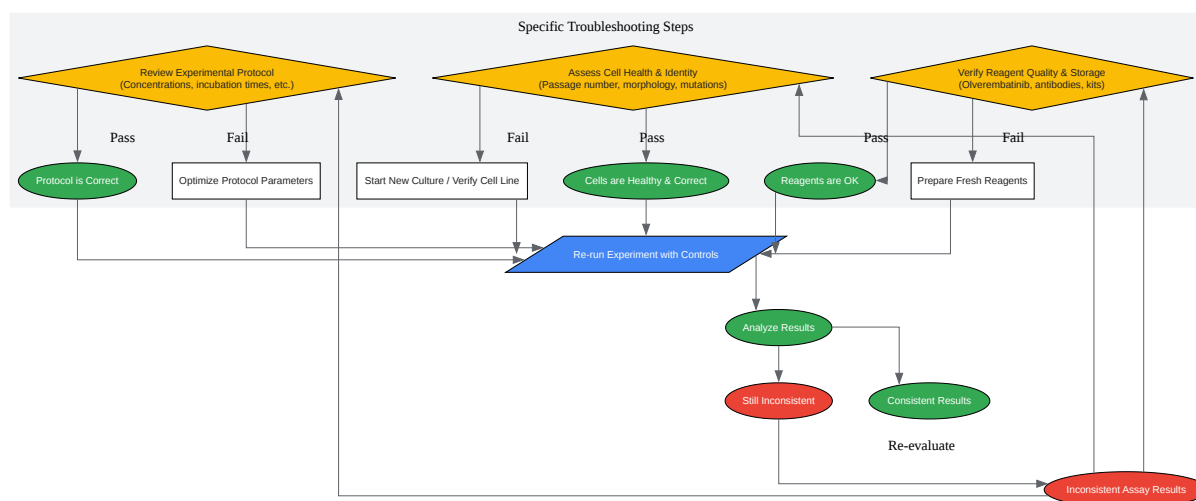 Specific Troubleshooting Steps
Review Experimental Protocol
(Concentrations, incubation times, etc.)
Assess Cell Health & Identity
(Passage number, morphology, mutations)
Verify Reagent Quality & Storage
(Olverembatinib, antibodies, kits)
Pass
Fail
Fail
Pass
Pass
Fail
Protocol is Correct
Optimize Protocol Parameters
Start New Culture / Verify Cell Line
Cells are Healthy & Correct
Reagents are OK
Prepare Fresh Reagents
Re-run Experiment with Controls
Analyze Results
Still Inconsistent
Consistent Results
Re-evaluate
Inconsistent Assay Results